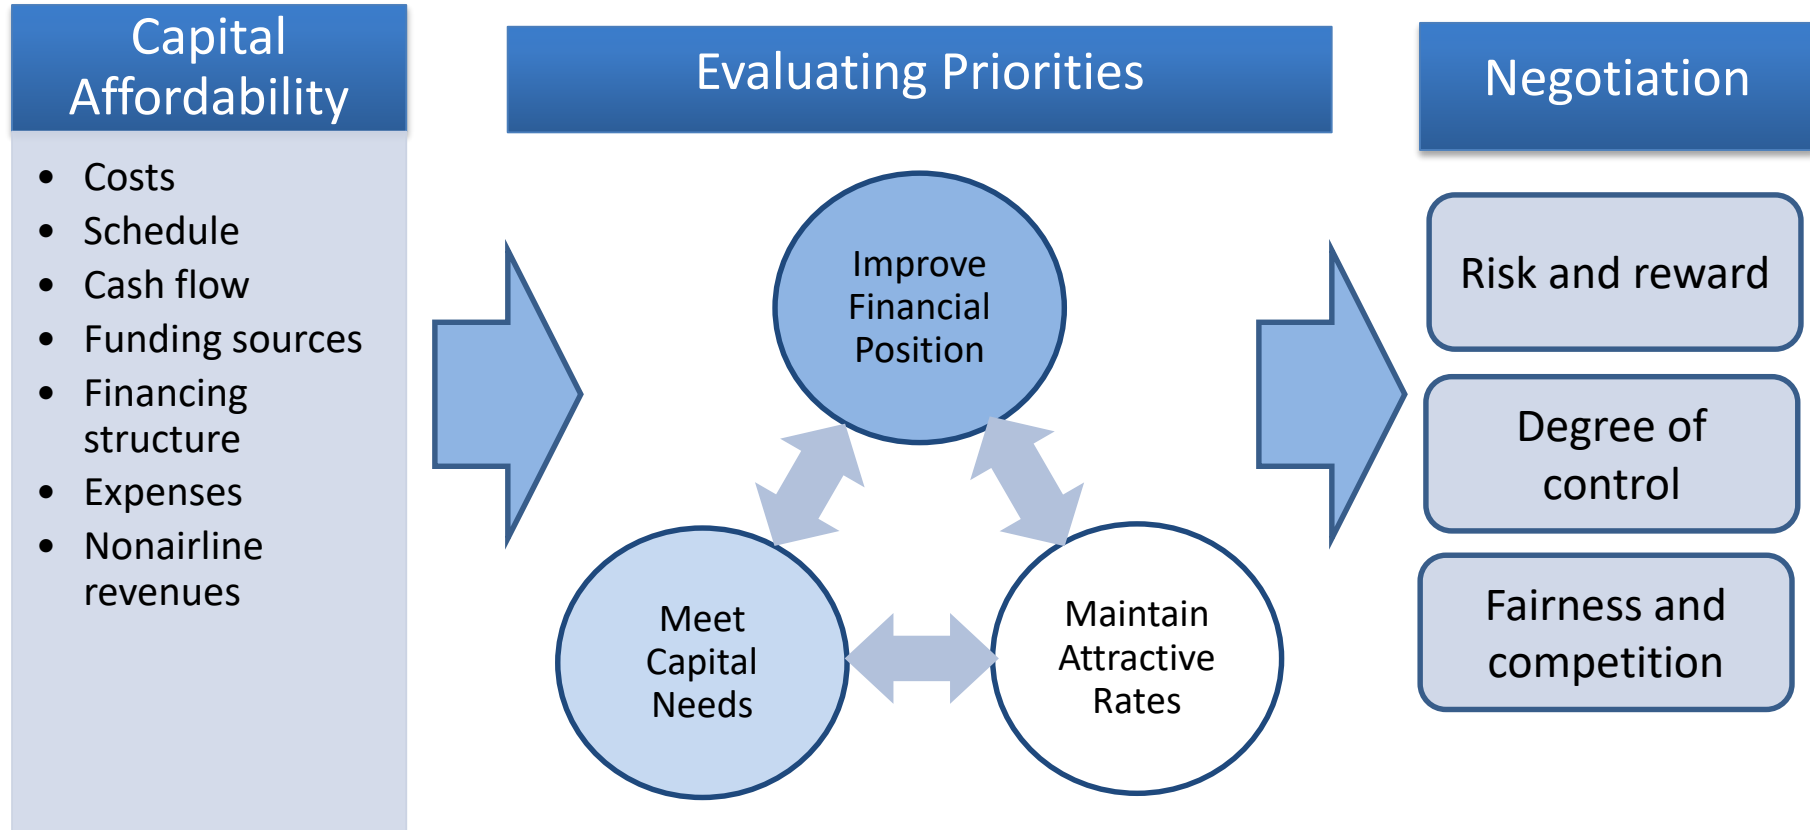 Capital
Affordability
• Costs
• Schedule
• Cash flow
• Funding sources
• Financing
structure
• Expenses
• Nonairline
revenues
Evaluating Priorities
Improve
Financial
Position
Meet
Capital
Needs
Maintain
Attractive
Rates
Negotiation
Risk and reward
Degree of
control
Fairness and
competition